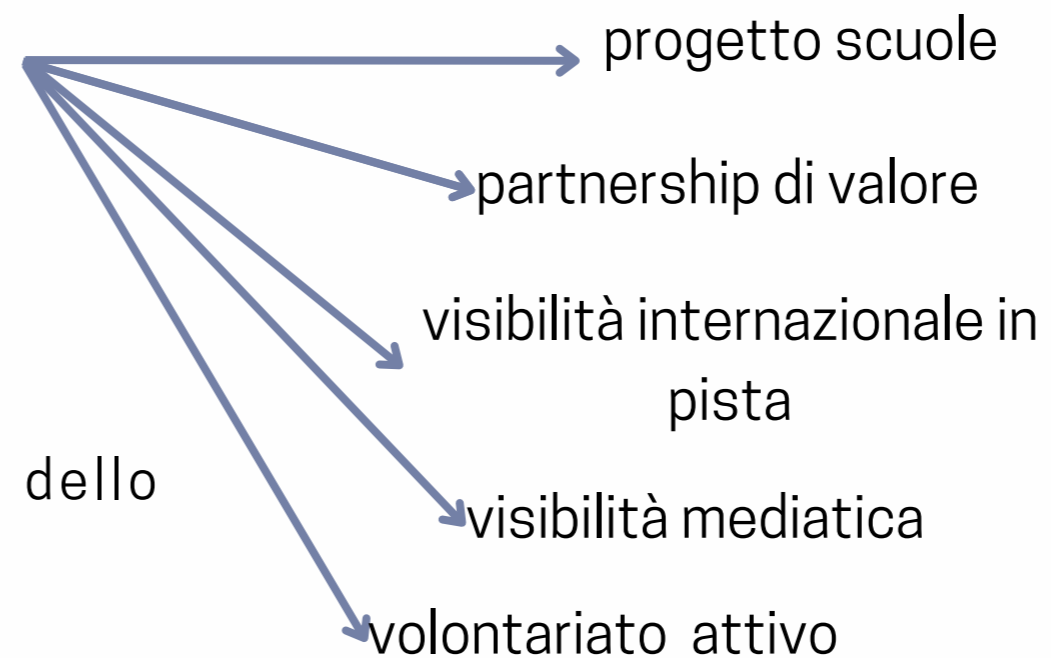 progetto scuole
partnership di valore
visibilità internazionale in
pista
dello
visibilità mediatica
volontariato attivo